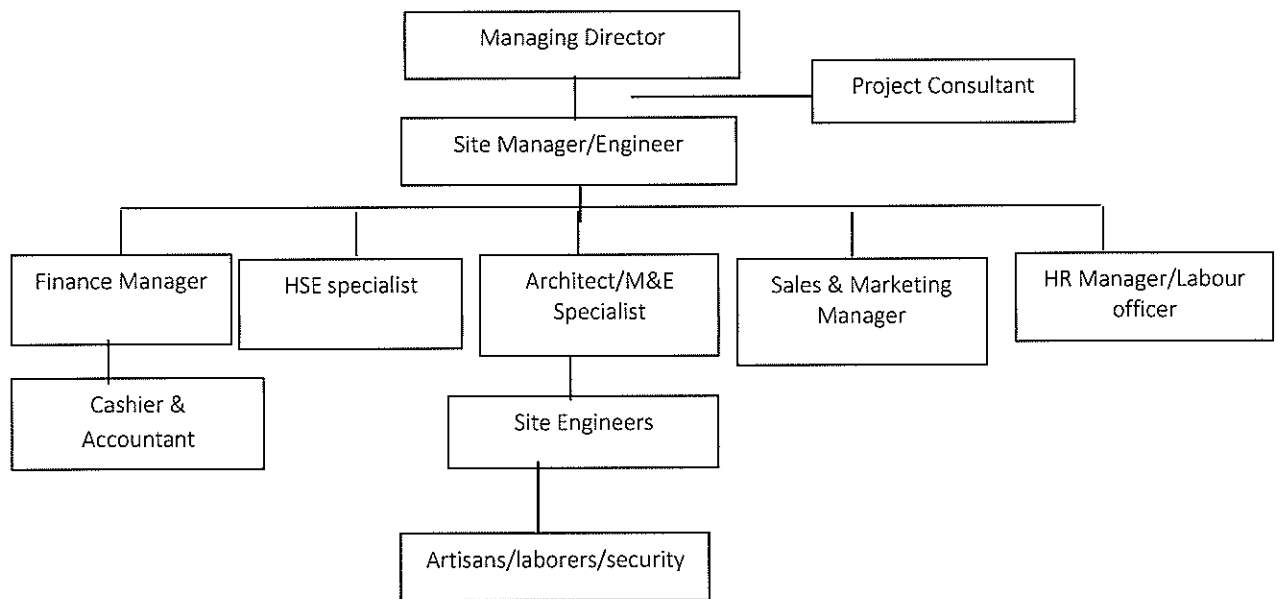 Managing Director
Project Consultant
Site Manager/Engineer
Finance Manager
HSE specialist
Architect/M&E
Specialist
Sales & Marketing
Manager
HR Manager/Labour
officer
Cashier &
Accountant
Site Engineers
Artisans/laborers/security